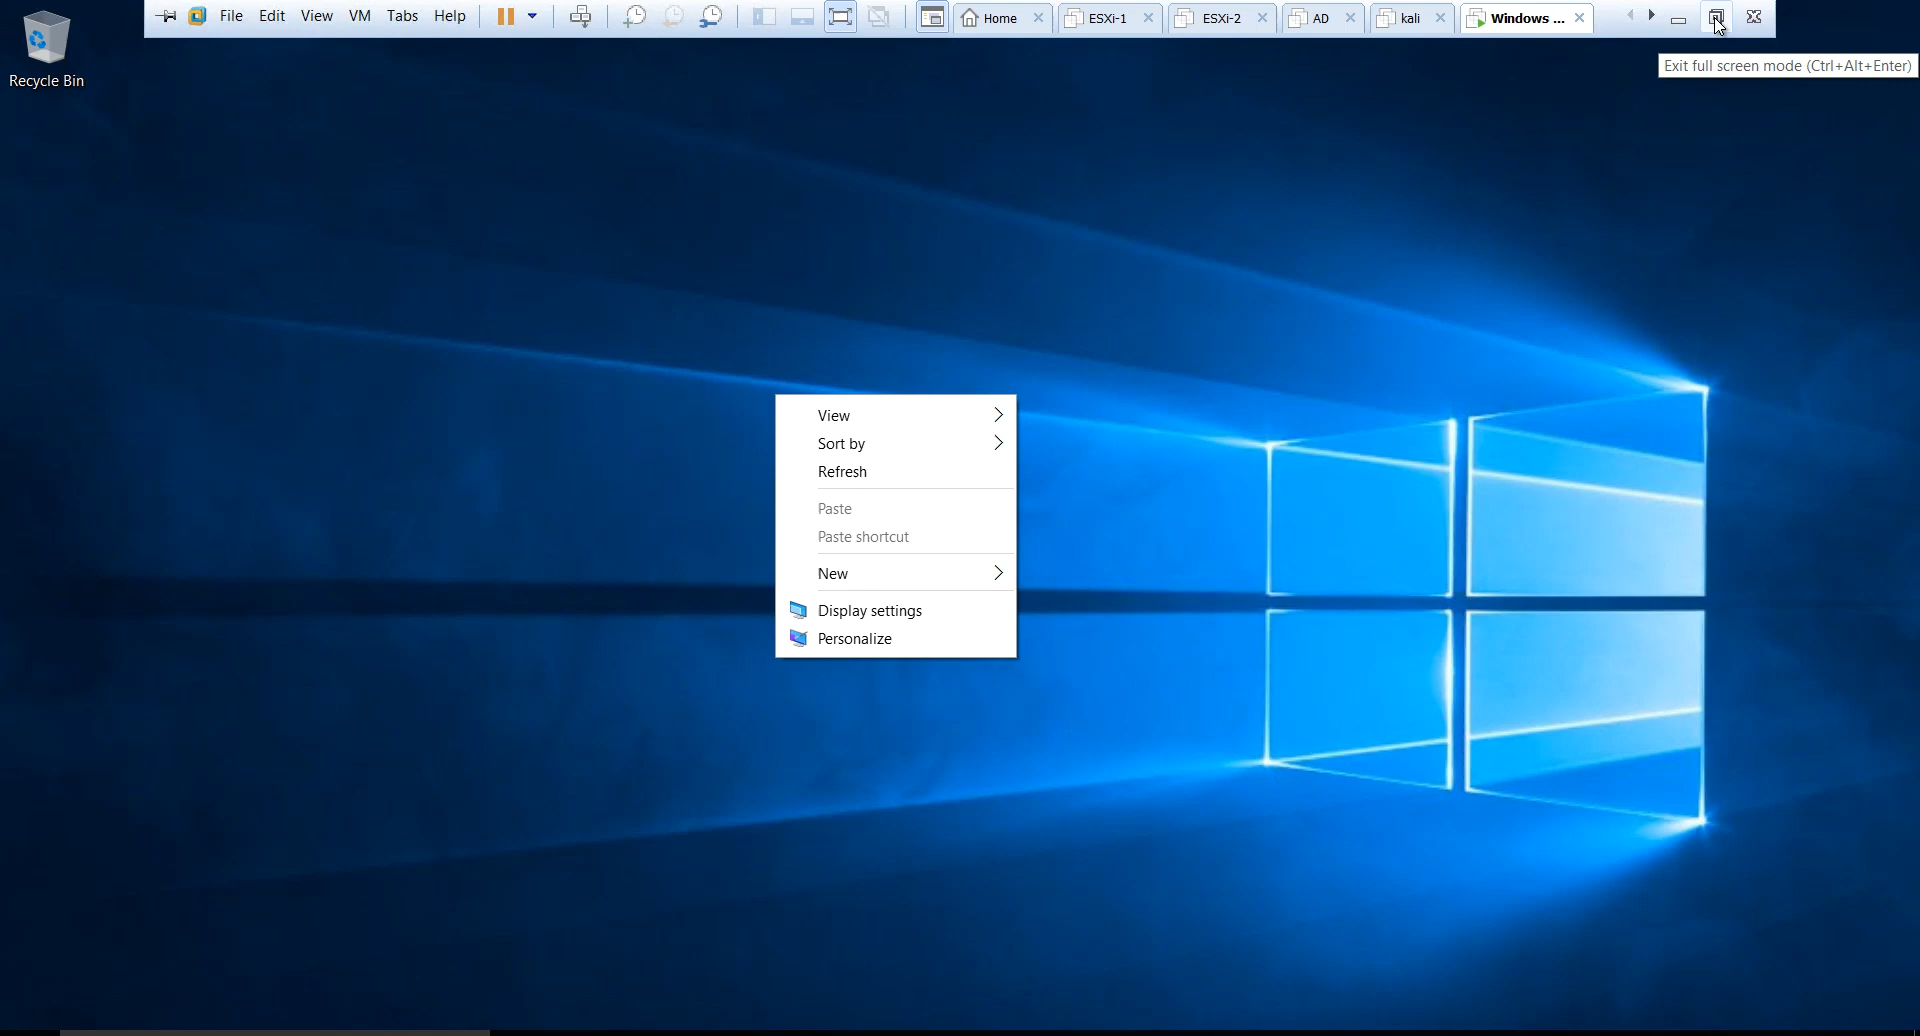 File Edit View VM Tabs Help Home ESXi-1 ESXi-2 AD kali Windows ...
Exit full screen mode (Ctrl+Alt+Enter)
Recycle Bin
View
Sort by
Refresh
Paste
Paste shortcut
New
Display settings
Personalize